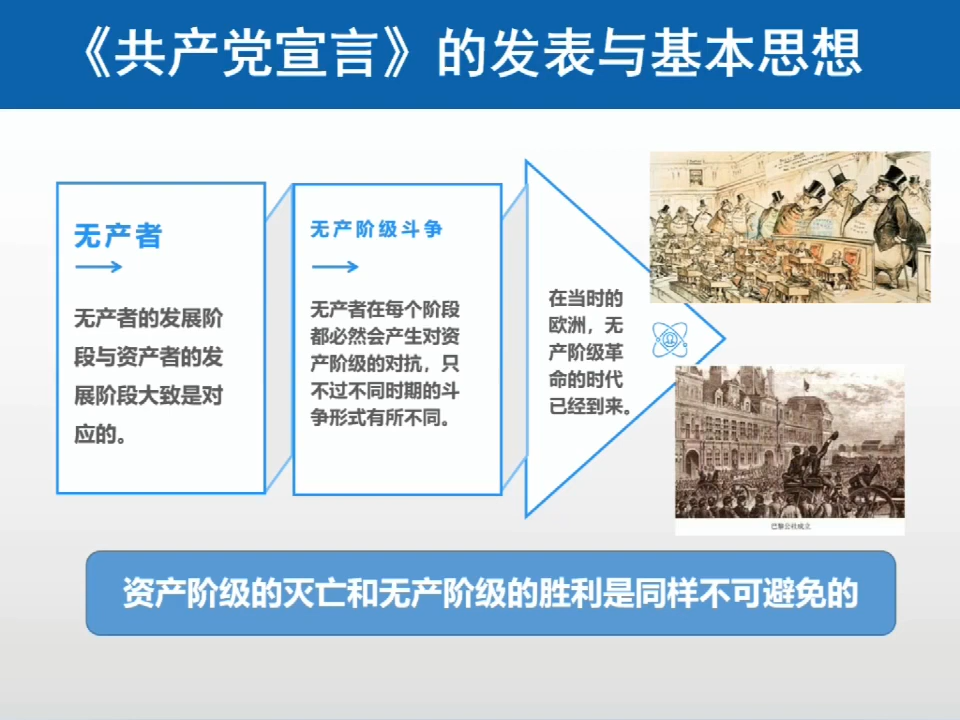 《共产党宣言》的发表与基本思想
无产者
无产者的发展阶
段与资产者的发
展阶段大致是对
应的。
无产阶级斗争
无产者在每个阶段
都必然会产生对资
产阶级的对抗，只
不过不同时期的斗
争形式有所不同。
在当时的
欧洲，无
产阶级革
命的时代
已经到来。
巴黎公社成立
资产阶级的灭亡和无产阶级的胜利是同样不可避免的